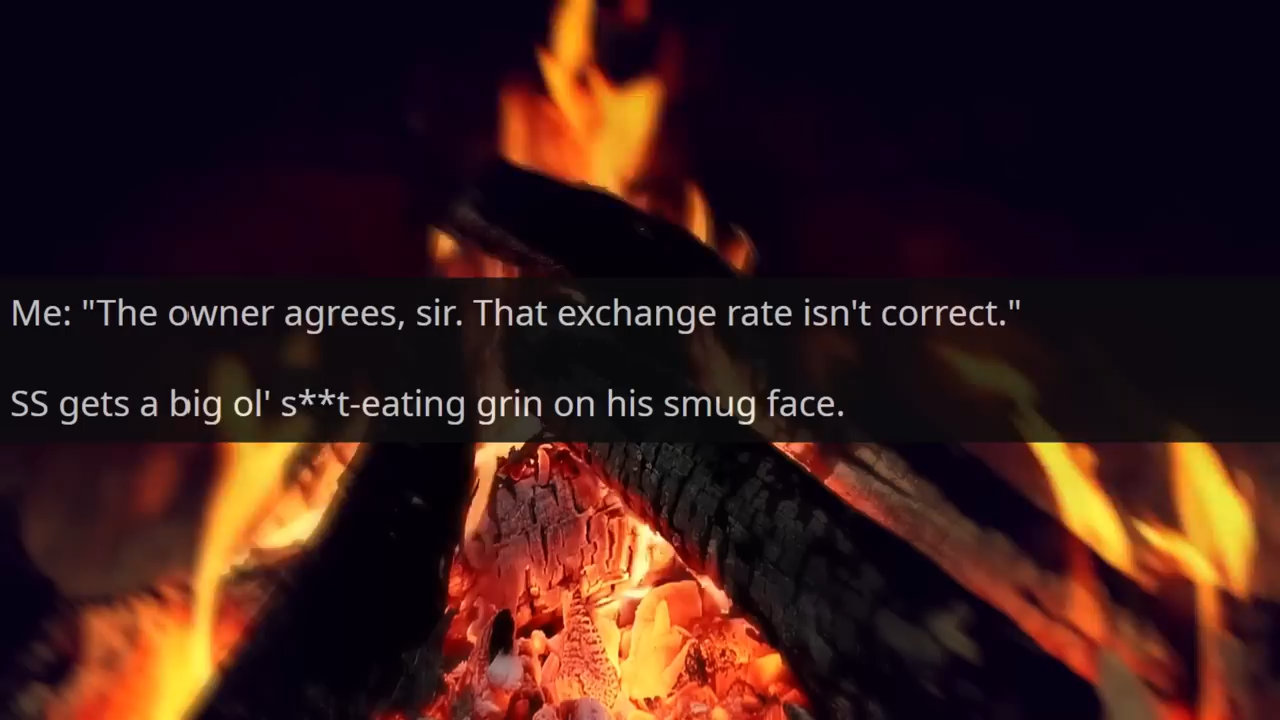 Me: "The owner agrees, sir. That exchange rate isn't correct."
SS gets a big ol' s**t-eating grin on his smug face.